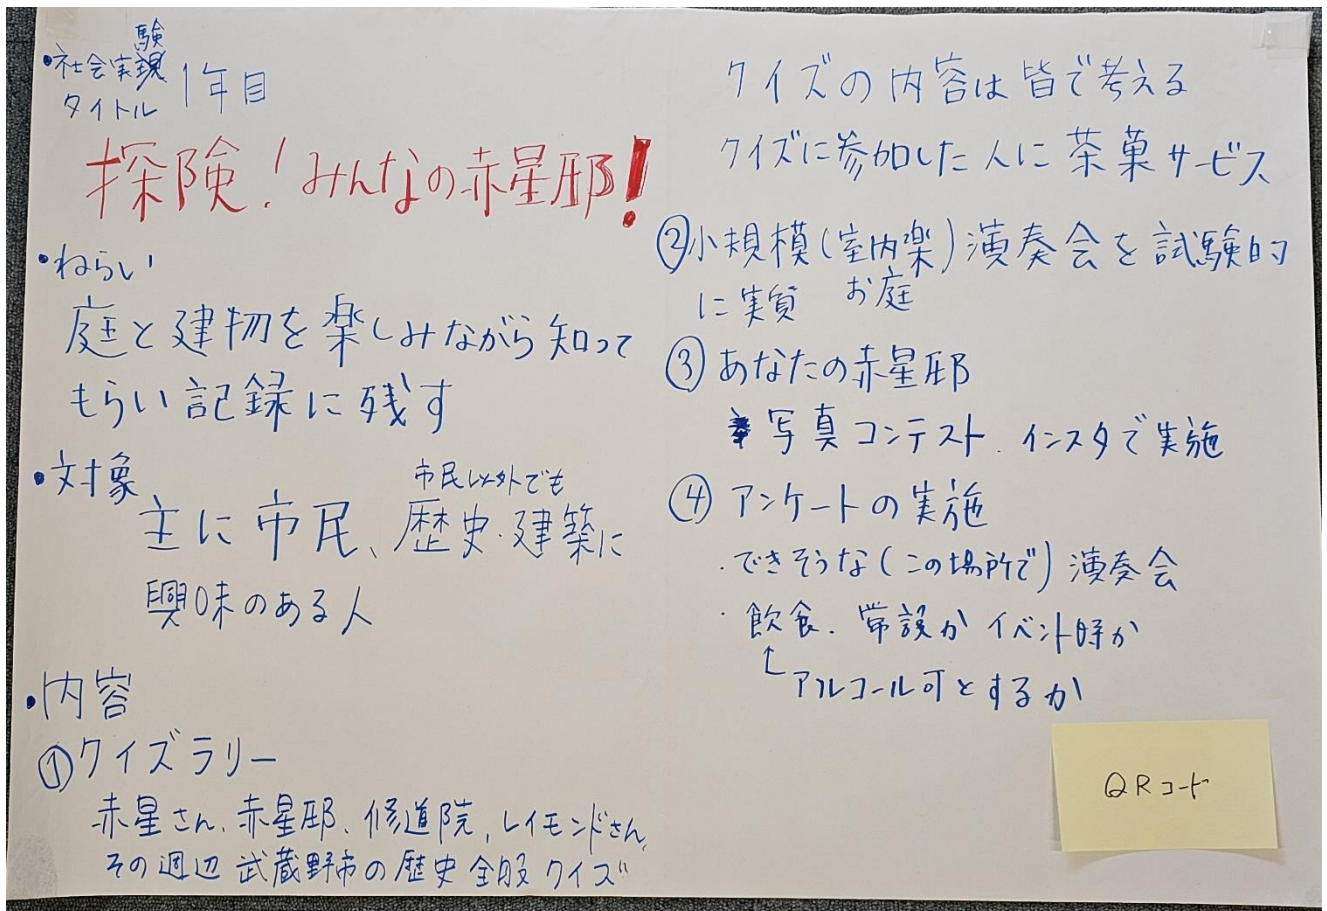 ・社会実験
タイトル 1年目
探険!みんなの赤星邸!
・ねらい
庭と建物を楽しみながら知って
もらい記録に残す
・対象
市民以外でも
主に市民、歴史・建築に
興味のある人
・内容
①クイズラリー
赤星さん、赤星邸、修道院、レイモンドさん、
その週辺 武蔵野市の歴史全般クイズ
クイズの内容は皆で考える
クイズに参加した人に茶菓サービス
②小規模(室内楽)演奏会を試験的
に実質 お庭
③あなたの赤星邸
写真コンテスト.インスタで実施
④アンケートの実施
・できそうな(この場所で)演奏会
・飲食.常設かイベント時か
↑アルコール可とするか
QRコード